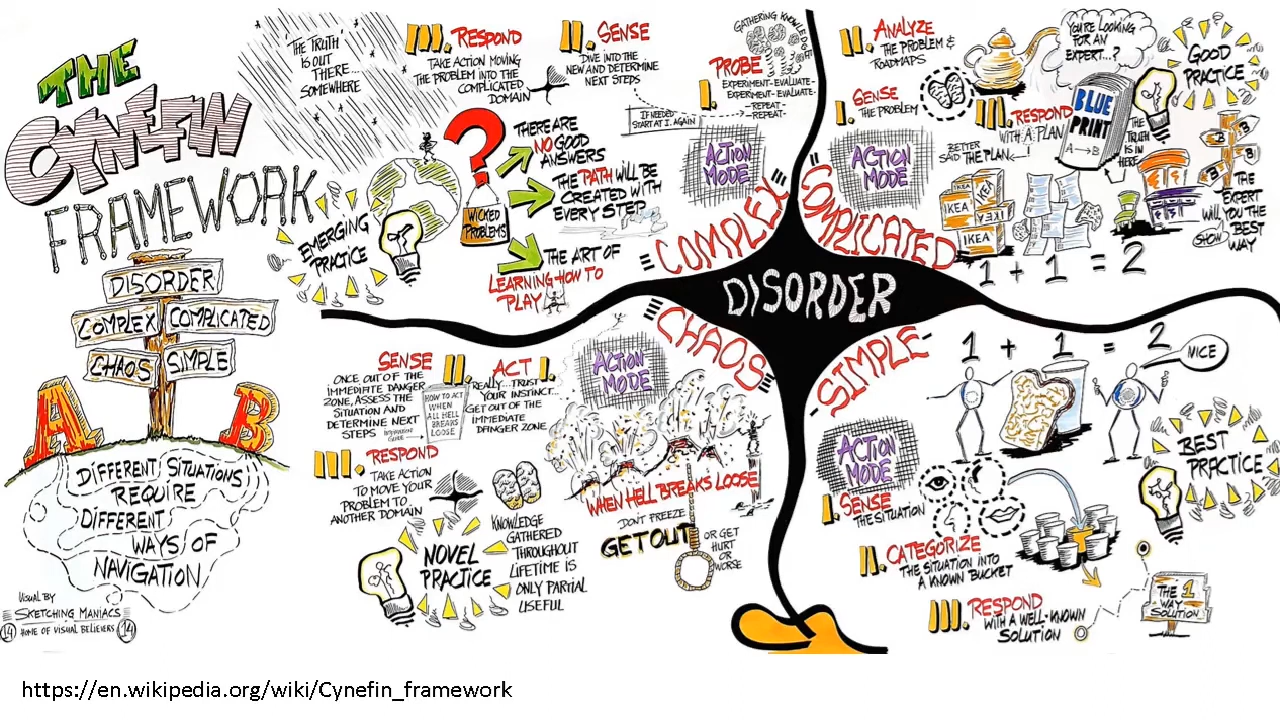 THE
CYNEFIW
FRAMEWORK
DISORDER
COMPLEX
COMPLICATED
CHAOS
SIMPLE
A
B
DIFFERENT SITUATIONS
REQUIRE
DIFFERENT
WAYS OF
NAVIGATION
VISUAL BY
SKETCHING MANIACS
14 HOME OF VISUAL BELIEVERS 14
'THE TRUTH'
IS OUT
THERE...
SOMEWHERE
III. RESPOND
TAKE ACTION MOVING
THE PROBLEM INTO THE
COMPLICATED
DOMAIN
II. SENSE
DIVE INTO THE
NEW AND DETERMINE
NEXT STEPS
GATHERING KNOWLEDGE
I. PROBE
EXPERIMENT-EVALUATE-
EXPERIMENT-EVALUATE-
-REPEAT-
-REPEAT-
IF NEEDED
START AT I. AGAIN
ACTION
MODE
?
WICKED
PROBLEMS
THERE ARE
NO GOOD
ANSWERS
THE PATH WILL BE
CREATED WITH
EVERY STEP
THE ART OF
LEARNING HOW TO
PLAY
EMERGING
PRACTICE
COMPLEX
II. ANALYZE
THE PROBLEM &
ROADMAPS
I. SENSE
THE PROBLEM
III. RESPOND
WITH A PLAN
BETTER
SAID THE PLAN
ACTION
MODE
YOU'RE LOOKING
FOR AN
EXPERT...?
BLUE
PRINT
A→B
THE
TRUTH
IS IN
HERE
GOOD
PRACTICE
IKEA
IKEA
IKEA
IKEA
B
B
THE
EXPERT
WILL YOU THE
SHOW BEST
WAY
1 + 1 = 2
COMPLICATED
DISORDER
CHAOS
ACTION
MODE
ACT I.
REALLY...TRUST
YOUR INSTINCT...
GET OUT OF THE
IMMEDIATE
DANGER ZONE
SENSE II.
ONCE OUT OF THE
IMMEDIATE DANGER
ZONE, ASSESS THE
SITUATION AND
DETERMINE NEXT
STEPS
HOW TO ACT
WHEN
ALL HELL
BREAKS
LOOSE
III. RESPOND
TAKE ACTION
TO MOVE YOUR
PROBLEM TO
ANOTHER DOMAIN
WHEN HELL BREAKS LOOSE
DON'T FREEZE
GET OUT
OR GET
HURT
OR
WORSE
NOVEL
PRACTICE
KNOWLEDGE
GATHERED
THROUGHOUT
LIFETIME IS
ONLY PARTIAL
USEFUL
SIMPLE
1 + 1 = 2
NICE
ACTION
MODE
I. SENSE
THE SITUATION
II. CATEGORIZE
THE SITUATION INTO
A KNOWN BUCKET
III. RESPOND
WITH A WELL-KNOWN
SOLUTION
BEST
PRACTICE
THE 1
WAY
SOLUTION
https://en.wikipedia.org/wiki/Cynefin_framework